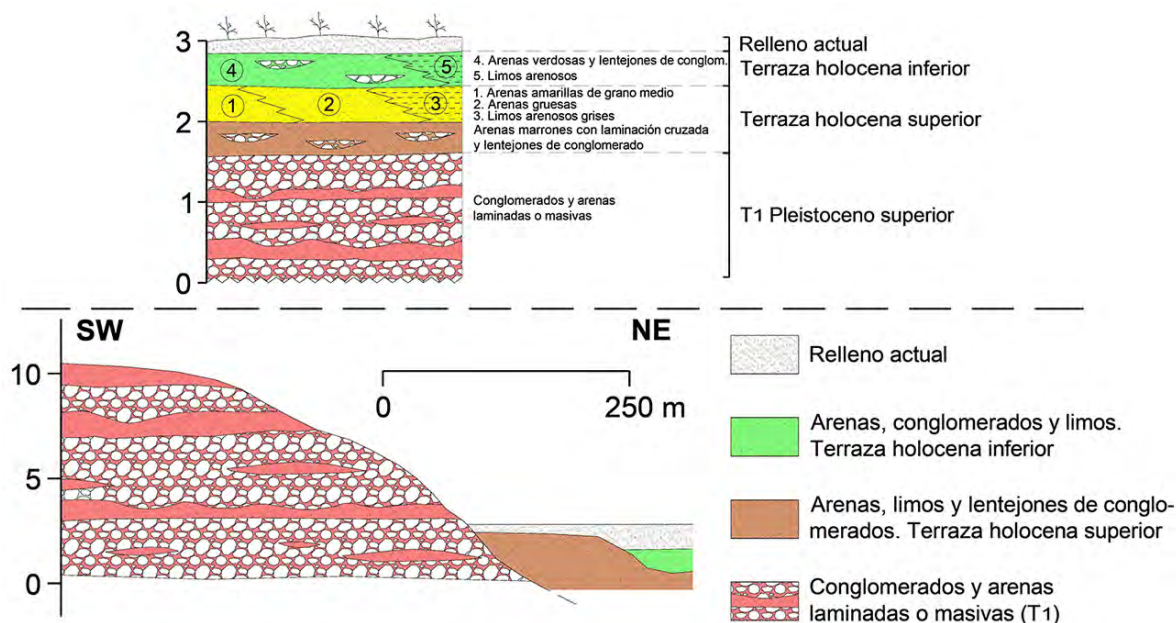 3
2
1
0
4
5
1
2
3
4. Arenas verdosas y lentejones de conglom.
5. Limos arenosos
1. Arenas amarillas de grano medio
2. Arenas gruesas
3. Limos arenosos grises
Arenas marrones con laminación cruzada
y lentejones de conglomerado
Conglomerados y arenas
laminadas o masivas
Relleno actual
Terraza holocena inferior
Terraza holocena superior
T1 Pleistoceno superior
SW
NE
10
5
0
0
250 m
Relleno actual
Arenas, conglomerados y limos.
Terraza holocena inferior
Arenas, limos y lentejones de conglo-
merados. Terraza holocena superior
Conglomerados y arenas
laminadas o masivas (T1)